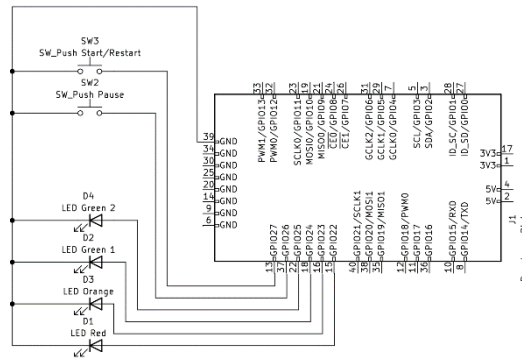 SW3
SW_Push Start/Restart
SW2
SW_Push Pause
D4
LED Green 2
D2
LED Green 1
D3
LED Orange
D1
LED Red
39 GND
34 GND
30 GND
25 GND
20 GND
14 GND
9 GND
6 GND
33 PWM1/GPIO13
32 PWM0/GPIO12
23 SCLK0/GPIO11
19 MOSI0/GPIO10
21 MISO0/GPIO9
24 CE0/GPIO8
26 CE1/GPIO7
31 GCLK2/GPIO6
29 GCLK1/GPIO5
7 GCLK0/GPIO4
5 SCL/GPIO3
3 SDA/GPIO2
28 ID_SC/GPIO1
27 ID_SD/GPIO0
3V3 17
3V3 1
5V 4
5V 2
J1
13 GPIO27
37 GPIO26
22 GPIO25
18 GPIO24
16 GPIO23
15 GPIO22
40 GPIO21/SCLK1
38 GPIO20/MOSI1
35 GPIO19/MISO1
12 GPIO18/PWM0
11 GPIO17
36 GPIO16
10 GPIO15/RXD
8 GPIO14/TXD